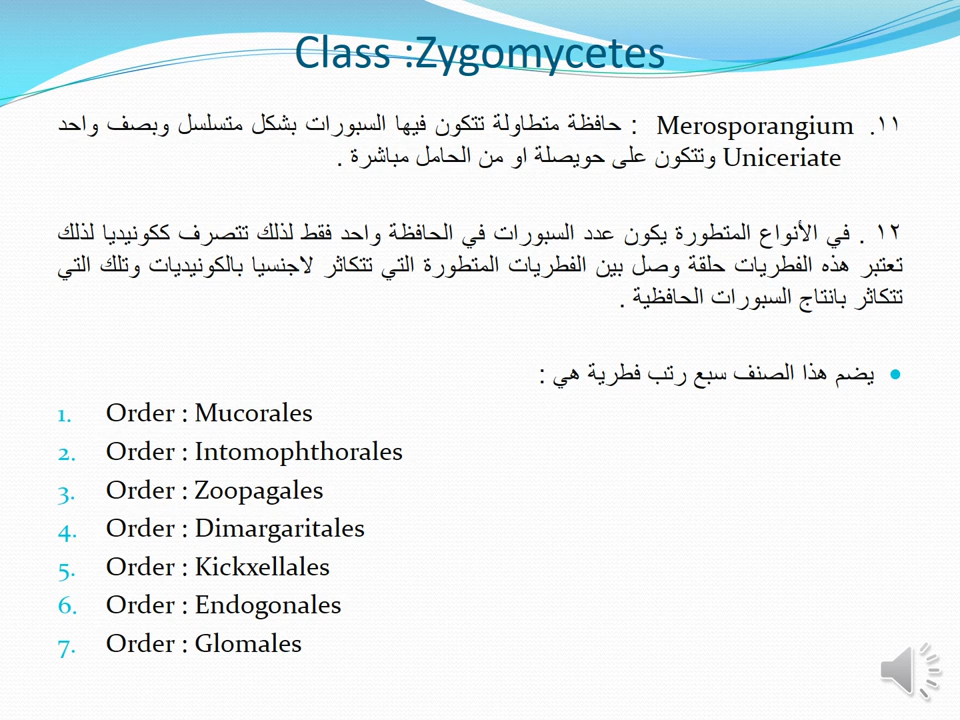 Class :Zygomycetes
١١. Merosporangium : حافظة متطاولة تتكون فيها السبورات بشكل متسلسل وبصف واحد
Uniceriate وتتكون على حويصلة او من الحامل مباشرة .
١٢ . في الأنواع المتطورة يكون عدد السبورات في الحافظة واحد فقط لذلك تتصرف ككونيديا لذلك
تعتبر هذه الفطريات حلقة وصل بين الفطريات المتطورة التي تتكاثر لاجنسيا بالكونيديات وتلك التي
تتكاثر بانتاج السبورات الحافظية .
• يضم هذا الصنف سبع رتب فطرية هي :
1. Order : Mucorales
2. Order : Intomophthorales
3. Order : Zoopagales
4. Order : Dimargaritales
5. Order : Kickxellales
6. Order : Endogonales
7. Order : Glomales